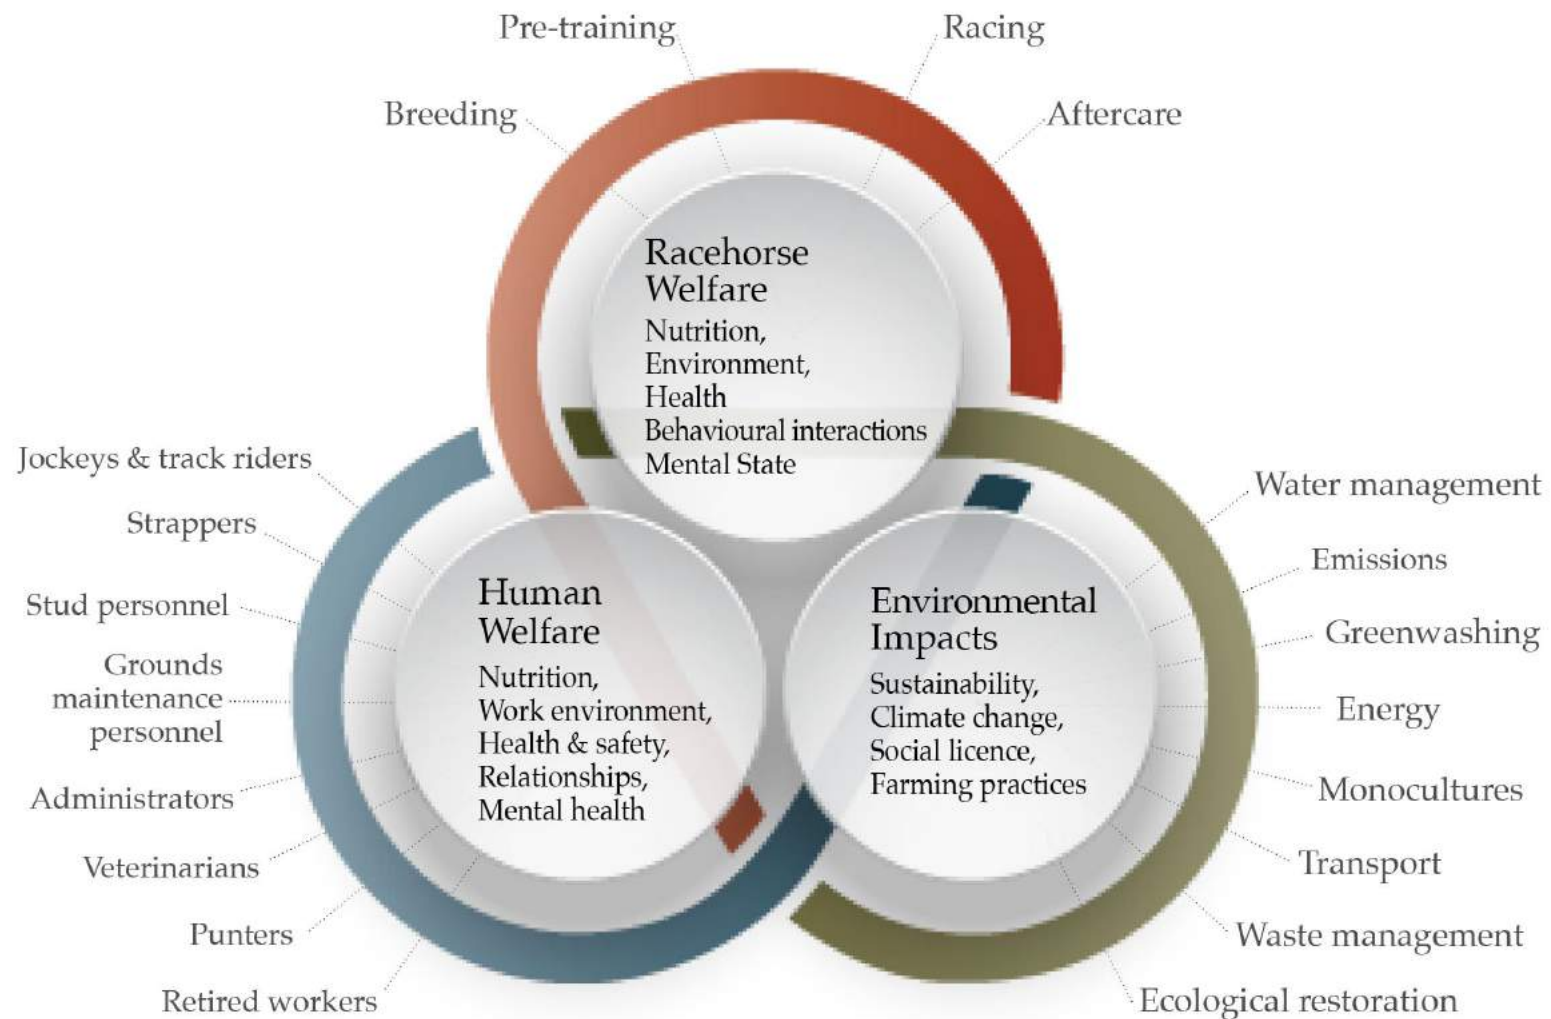 Pre-training
Racing
Breeding
Aftercare
Racehorse
Welfare
Nutrition,
Environment,
Health
Behavioural interactions
Mental State
Jockeys & track riders
Strappers
Stud personnel
Grounds
maintenance
personnel
Administrators
Veterinarians
Punters
Retired workers
Human
Welfare
Nutrition,
Work environment,
Health & safety,
Relationships,
Mental health
Environmental
Impacts
Sustainability,
Climate change,
Social licence,
Farming practices
Water management
Emissions
Greenwashing
Energy
Monocultures
Transport
Waste management
Ecological restoration